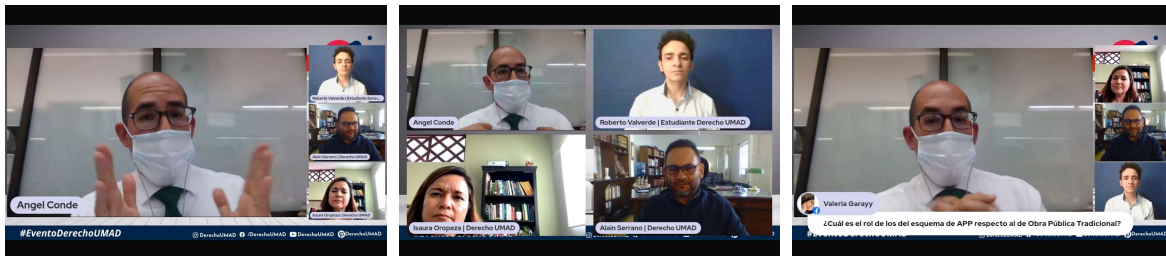 Roberto Valverde | Estudiante Derec...
Alain Serrano | Derecho UMAD
Isaura Oropeza | Derecho UMAD
Angel Conde
#EventoDerechoUMAD
DerechoUMAD /DerechoUMAD DerechoUMAD @DerechoUMAD
Angel Conde
Roberto Valverde | Estudiante Derecho UMAD
Isaura Oropeza | Derecho UMAD
Alain Serrano | Derecho UMAD
Valeria Garayy
¿Cuál es el rol de los del esquema de APP respecto al de Obra Pública Tradicional?